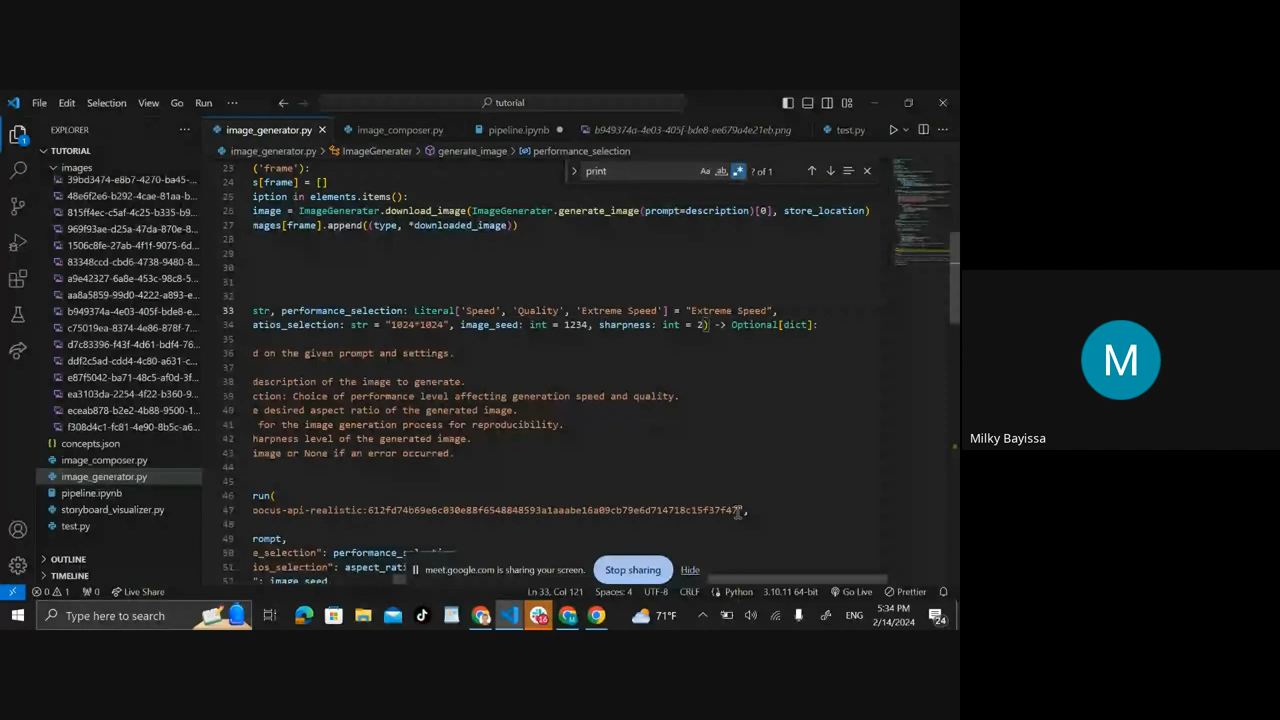 File Edit Selection View Go Run ··· tutorial
EXPLORER ··· image_generator.py image_composer.py pipeline.ipynb b949374a-4e03-405f-bde8-ee679a4e21eb.png test.py
TUTORIAL
image_generator.py > ImageGenerater > generate_image > performance_selection
images
39bd3474-e8b7-4270-ba45-...
48e6f2e6-b292-4cae-81aa-b...
815ff4ec-c5af-4c25-b335-b9...
969f93ae-d25a-47da-870e-8...
1506c8fe-27ab-4f1f-9075-6d...
83348ccd-cbd6-4768-9480-8...
a9e42327-6a8e-453c-98c8-5...
aa8a5859-99d0-4222-a893-e...
b949374a-4e03-405f-bde8-e...
c75019ea-8374-4e86-878f-7...
d7c83396-f43f-4d61-bdf4-76...
ddf2c5ad-cdd4-4c80-a631-c...
e87f5042-ba71-48c5-af0d-3f...
ea3103da-2254-4f22-b360-9...
eceab878-b2e2-4b88-9500-1...
f308d4c1-fc81-4e90-8b5c-a6...
concepts.json
image_composer.py
image_generator.py
pipeline.ipynb
storyboard_visualizer.py
test.py
OUTLINE
TIMELINE
print Aa ab ? of 1
23 ('frame'):
24 s[frame] = []
25 iption in elements.items():
26 image = ImageGenerater.download_image(ImageGenerater.generate_image(prompt=description)[0], store_location)
27 mages[frame].append((type, *downloaded_image))
28
29
30
31
32
33 str, performance_selection: Literal['Speed', 'Quality', 'Extreme Speed'] = "Extreme Speed",
34 atios_selection: str = "1024*1024", image_seed: int = 1234, sharpness: int = 2) -> Optional[dict]:
35
36 d on the given prompt and settings.
37
38 description of the image to generate.
39 ction: Choice of performance level affecting generation speed and quality.
40 e desired aspect ratio of the generated image.
41 for the image generation process for reproducibility.
42 harpness level of the generated image.
43 image or None if an error occurred.
44
45
46 run(
47 oocus-api-realistic:612fd74b69e6c030e88f6548848593a1aaabe16a09cb79e6d714718c15f37f47",
48
49 rompt,
50 e_selection": performance_selection
51 ios_selection": aspect_rati
": image_seed
meet.google.com is sharing your screen. Stop sharing Hide
0 1 0 Live Share Ln 33, Col 121 Spaces: 4 UTF-8 CRLF Python 3.10.11 64-bit Go Live Prettier
Type here to search 16 71°F ENG 5:34 PM
2/14/2024 24
M
Milky Bayissa